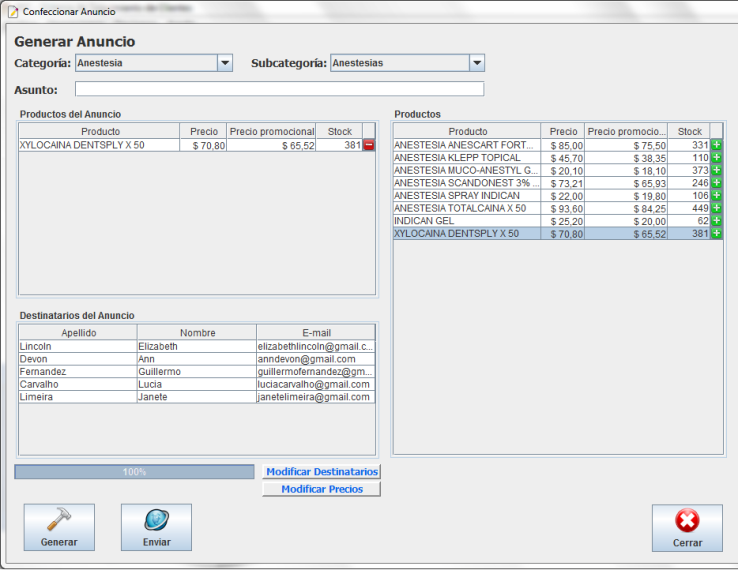 Confeccionar Anuncio
Generar Anuncio
Categoría: Anestesia Subcategoría: Anestesias
Asunto:
Productos del Anuncio
Producto Precio Precio promocional Stock
XYLOCAINA DENTSPLY X 50 $ 70,80 $ 65,52 381
Productos
Producto Precio Precio promocio... Stock
ANESTESIA ANESCART FORT... $ 85,00 $ 75,50 331
ANESTESIA KLEPP TOPICAL $ 45,70 $ 38,35 110
ANESTESIA MUCO-ANESTYL G... $ 20,10 $ 18,10 373
ANESTESIA SCANDONEST 3% ... $ 73,21 $ 65,93 246
ANESTESIA SPRAY INDICAN $ 22,00 $ 19,80 106
ANESTESIA TOTALCAINA X 50 $ 93,60 $ 84,25 449
INDICAN GEL $ 25,20 $ 20,00 62
XYLOCAINA DENTSPLY X 50 $ 70,80 $ 65,52 381
Destinatarios del Anuncio
Apellido Nombre E-mail
Lincoln Elizabeth elizabethlincoln@gmail.c...
Devon Ann anndevon@gmail.com
Fernandez Guillermo guillermofernandez@gm...
Carvalho Lucia luciacarvalho@gmail.com
Limeira Janete janetelimeira@gmail.com
100%
Modificar Destinatarios
Modificar Precios
Generar
Enviar
Cerrar